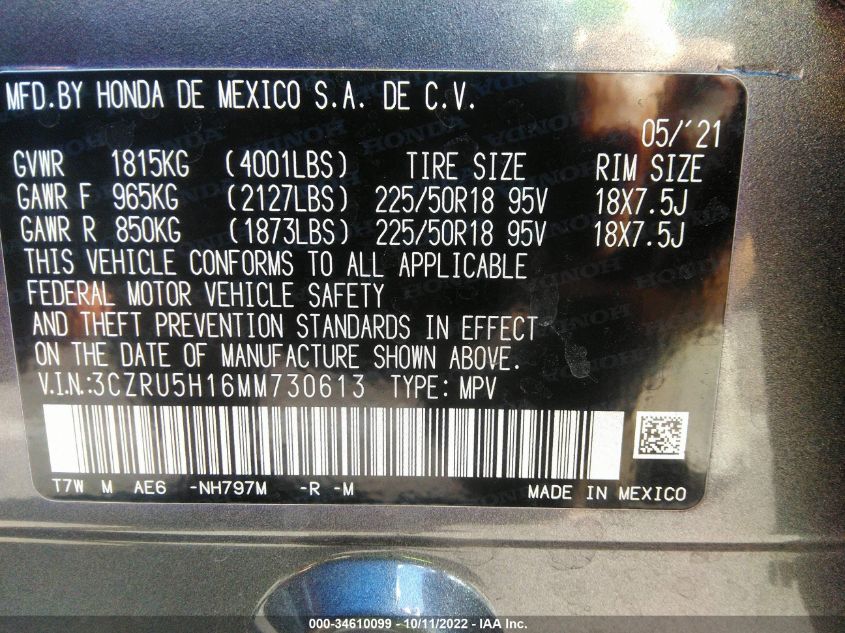 MFD.BY HONDA DE MEXICO S.A. DE C.V.
05/'21
GVWR 1815KG (4001LBS) TIRE SIZE RIM SIZE
GAWR F 965KG (2127LBS) 225/50R18 95V 18X7.5J
GAWR R 850KG (1873LBS) 225/50R18 95V 18X7.5J
THIS VEHICLE CONFORMS TO ALL APPLICABLE
FEDERAL MOTOR VEHICLE SAFETY
AND THEFT PREVENTION STANDARDS IN EFFECT
ON THE DATE OF MANUFACTURE SHOWN ABOVE.
V.I.N.:3CZRU5H16MM730613 TYPE: MPV
T7W M AE6 -NH797M -R -M MADE IN MEXICO
000-34610099 - 10/11/2022 - IAA Inc.